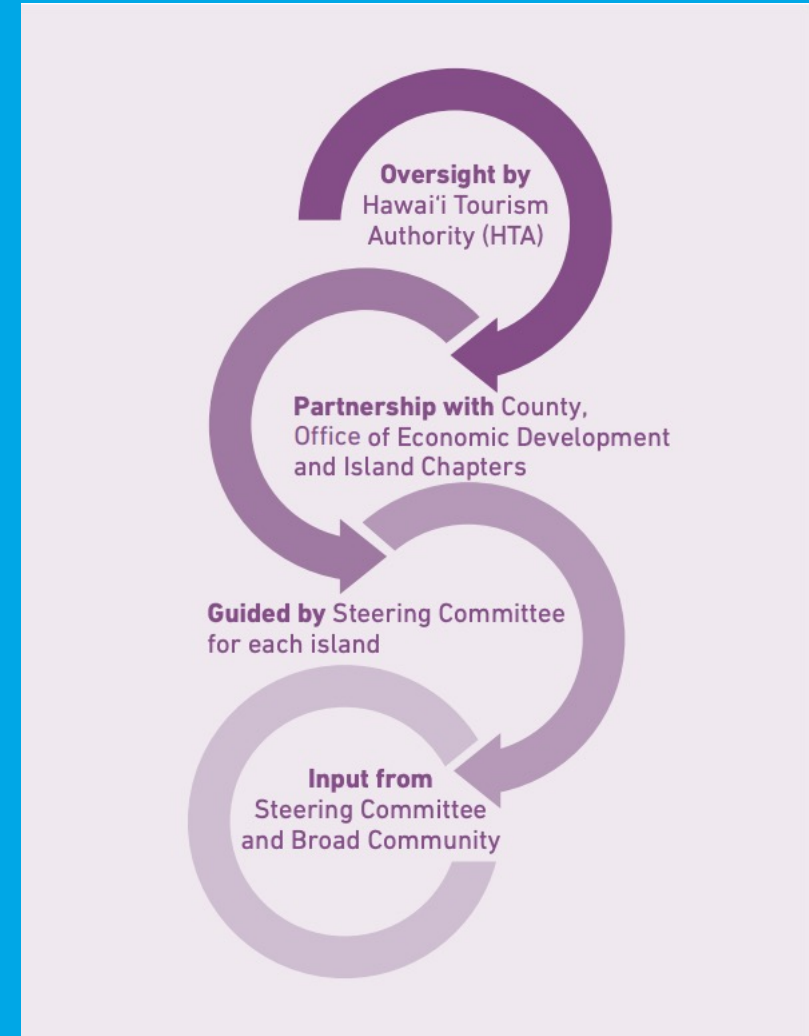 Oversight by
Hawaiʻi Tourism
Authority (HTA)
Partnership with County,
Office of Economic Development
and Island Chapters
Guided by Steering Committee
for each island
Input from
Steering Committee
and Broad Community